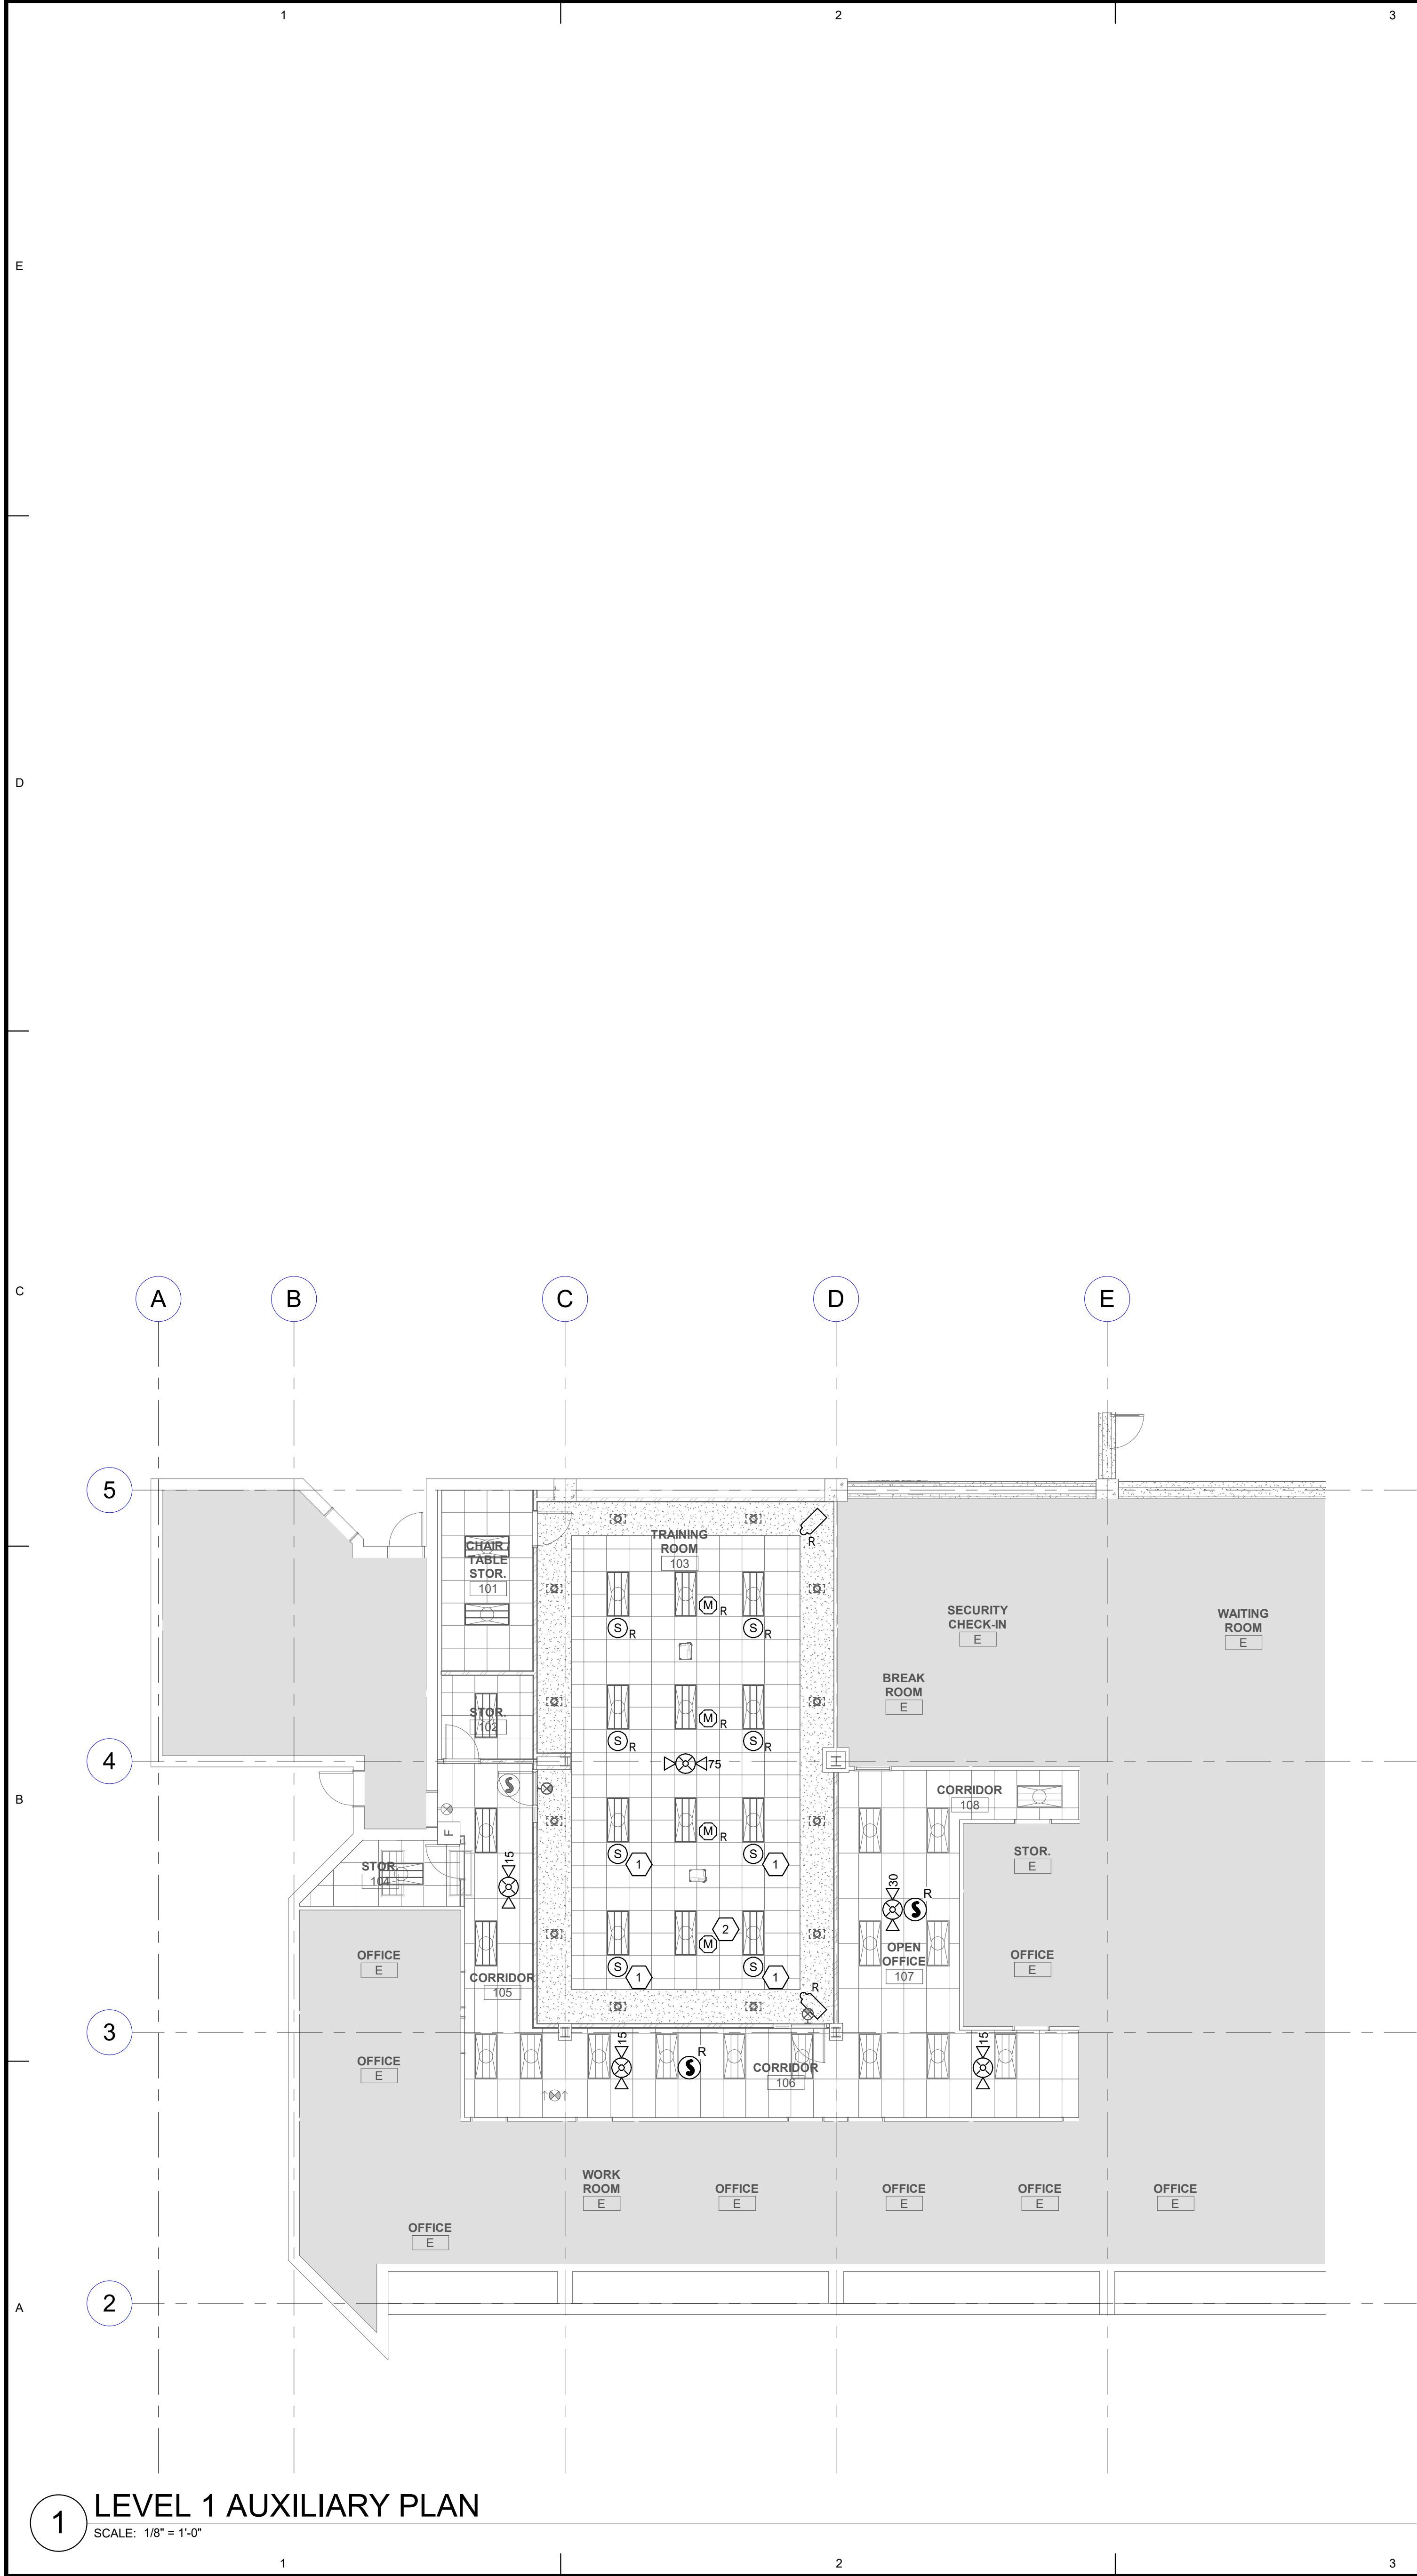 1 2 3
E
D
C
B
A
A B C D E
5
4
3
2
TRAINING
ROOM
103
R
CHAIR /
TABLE
STOR.
101
M R
S R
S R
SECURITY
CHECK-IN
E
WAITING
ROOM
E
BREAK
ROOM
E
STOR.
102
M R
S R
S R
75
CORRIDOR
108
F
M R
S 1
S 1
STOR.
104
15
STOR.
E
30
R
2
M
OPEN
OFFICE
107
OFFICE
E
OFFICE
E
S 1
S 1
CORRIDOR
105
R
15
R
15
OFFICE
E
CORRIDOR
106
WORK
ROOM
E
OFFICE
E
OFFICE
E
OFFICE
E
OFFICE
E
OFFICE
E
1
LEVEL 1 AUXILIARY PLAN
SCALE: 1/8" = 1'-0"
1 2 3